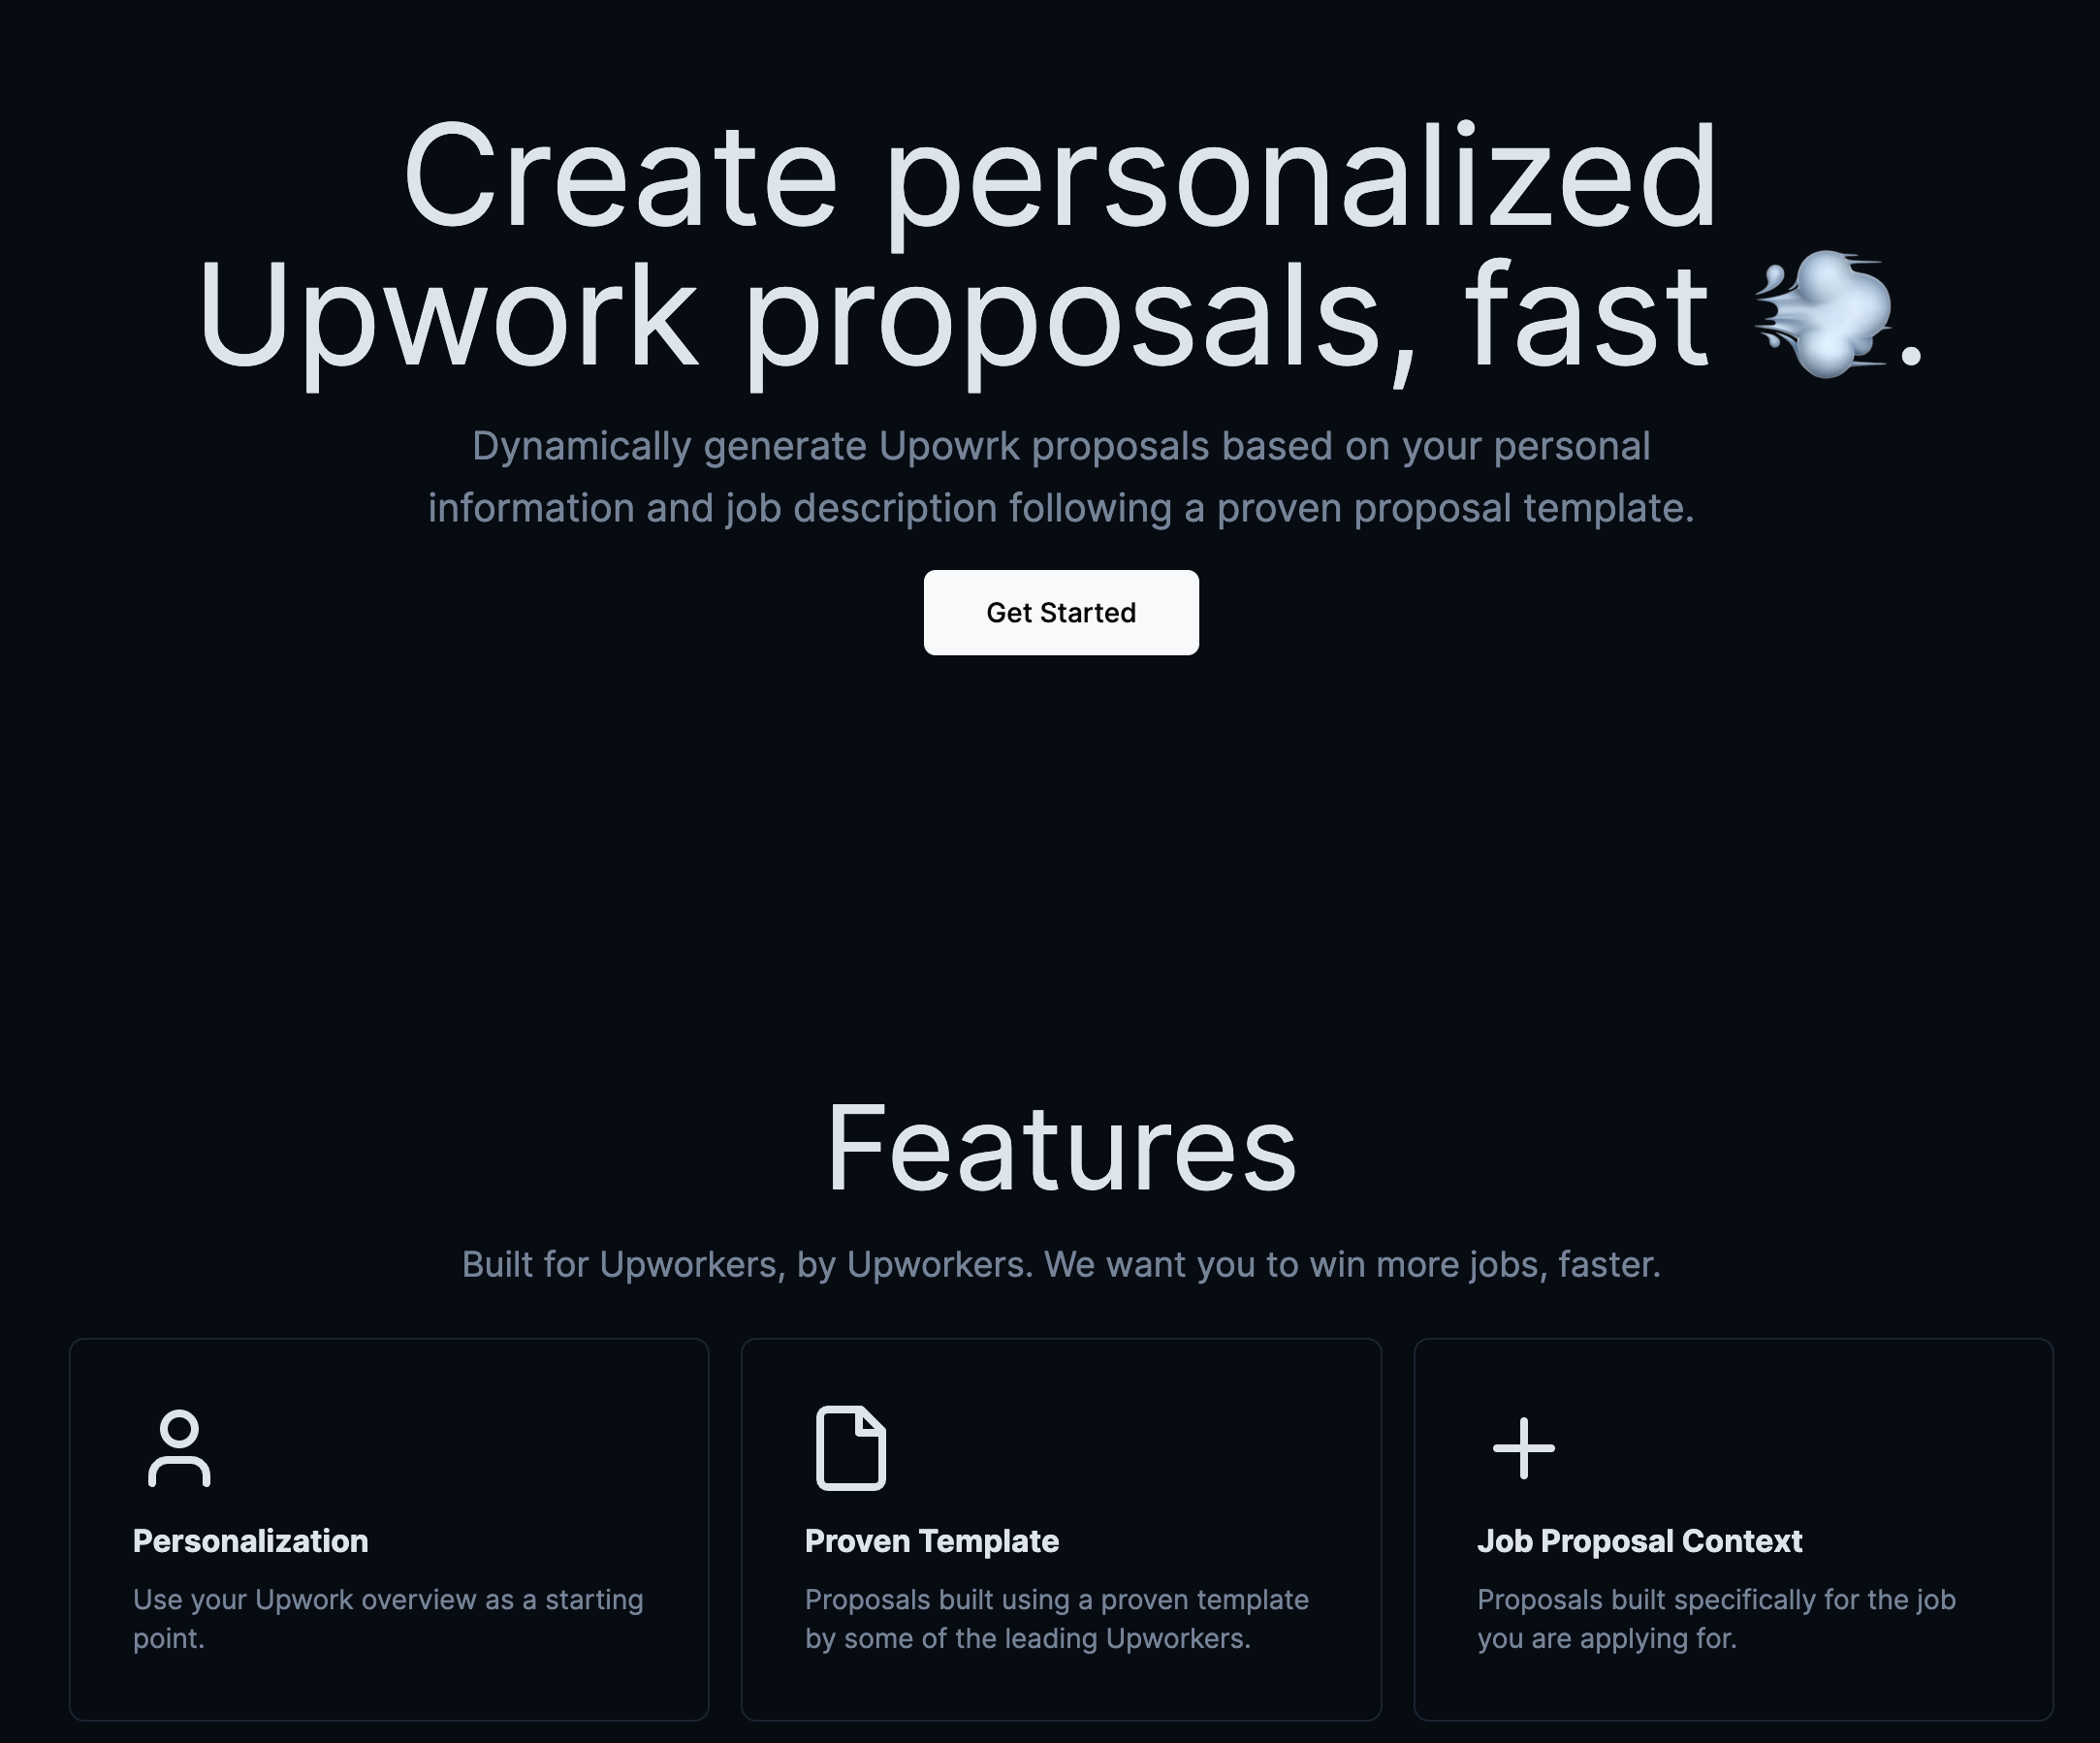 Create personalized
Upwork proposals, fast 💨.
Dynamically generate Upowrk proposals based on your personal
information and job description following a proven proposal template.
Get Started
Features
Built for Upworkers, by Upworkers. We want you to win more jobs, faster.
Personalization
Use your Upwork overview as a starting
point.
Proven Template
Proposals built using a proven template
by some of the leading Upworkers.
Job Proposal Context
Proposals built specifically for the job
you are applying for.